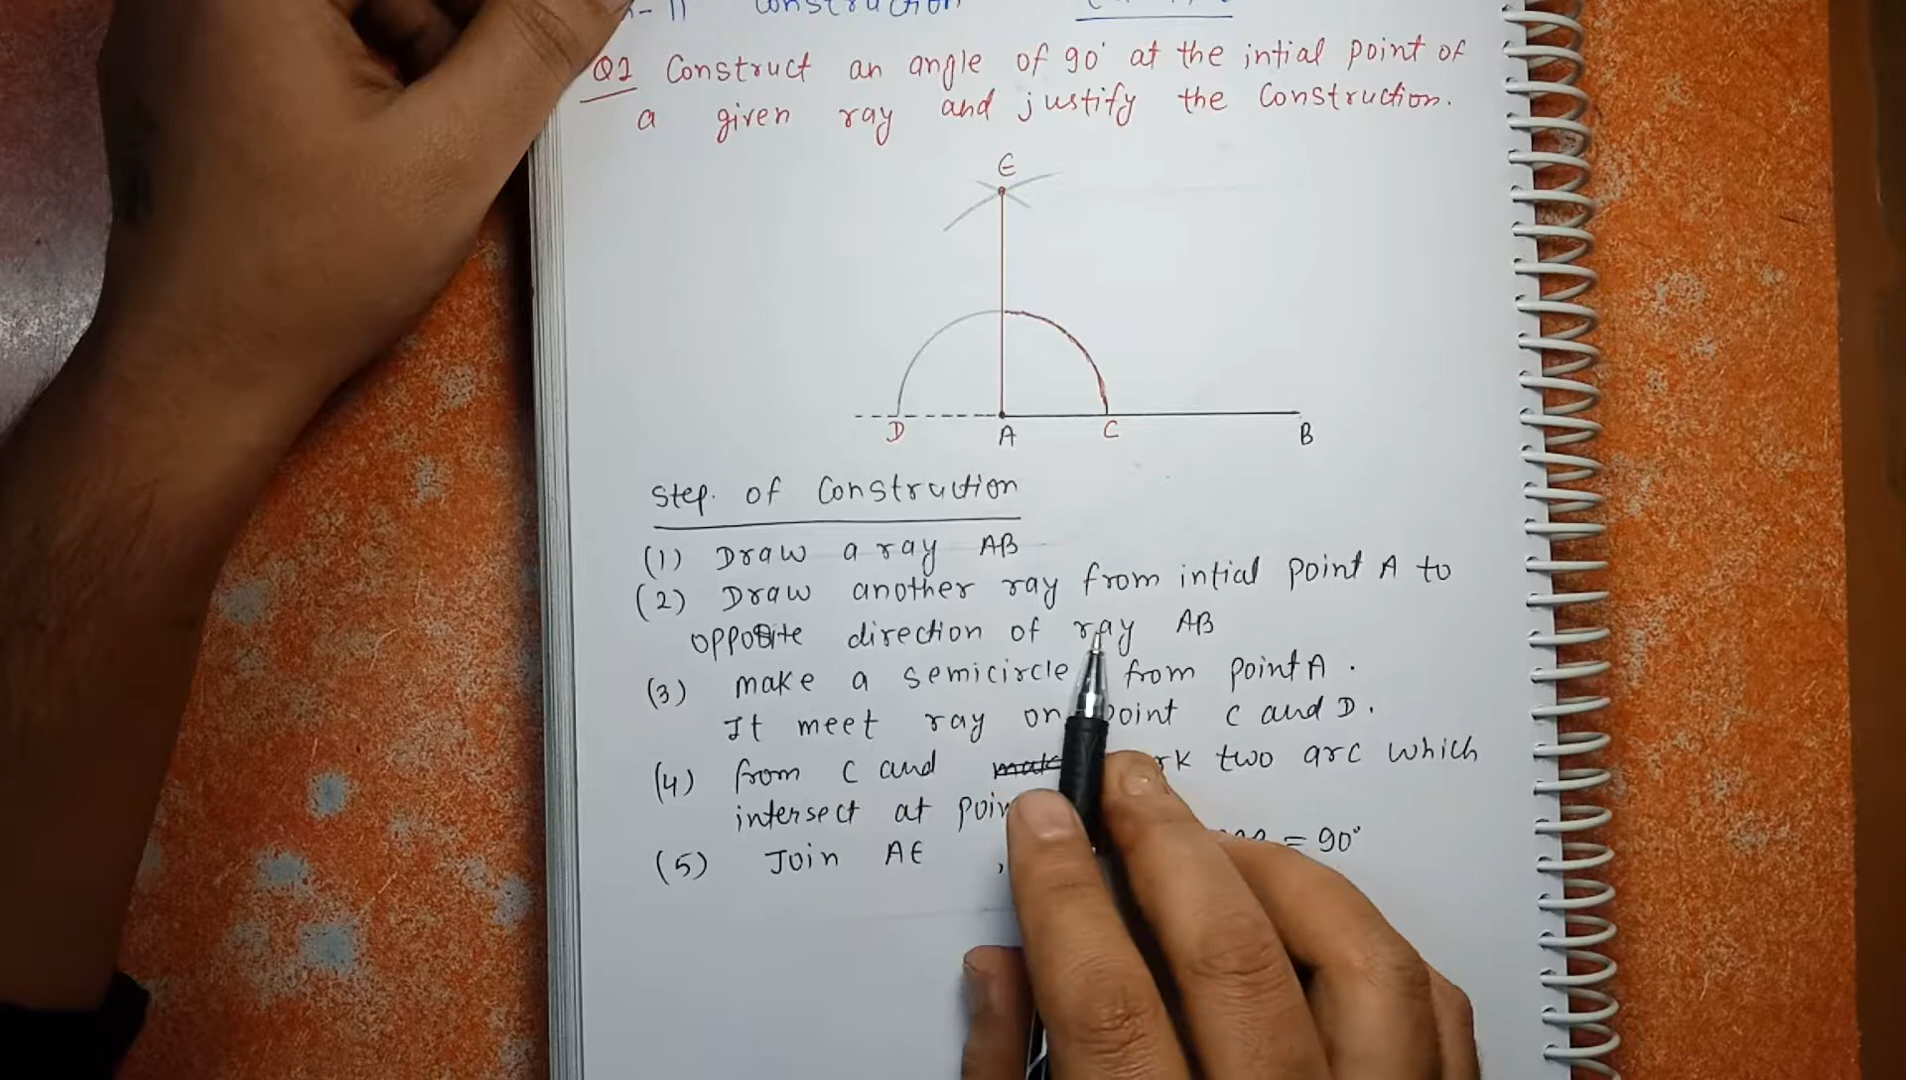 - 11 Construction
Q1 Construct an angle of 90° at the intial point of
a given ray and justify the Construction.
E
D A C B
Step. of Construction
(1) Draw a ray AB
(2) Draw another ray from intial point A to
opposite direction of ray AB
(3) make a semicircle from point A.
It meet ray on point C and D.
(4) from C and two arc which
intersect at
(5) Join AE , = 90°